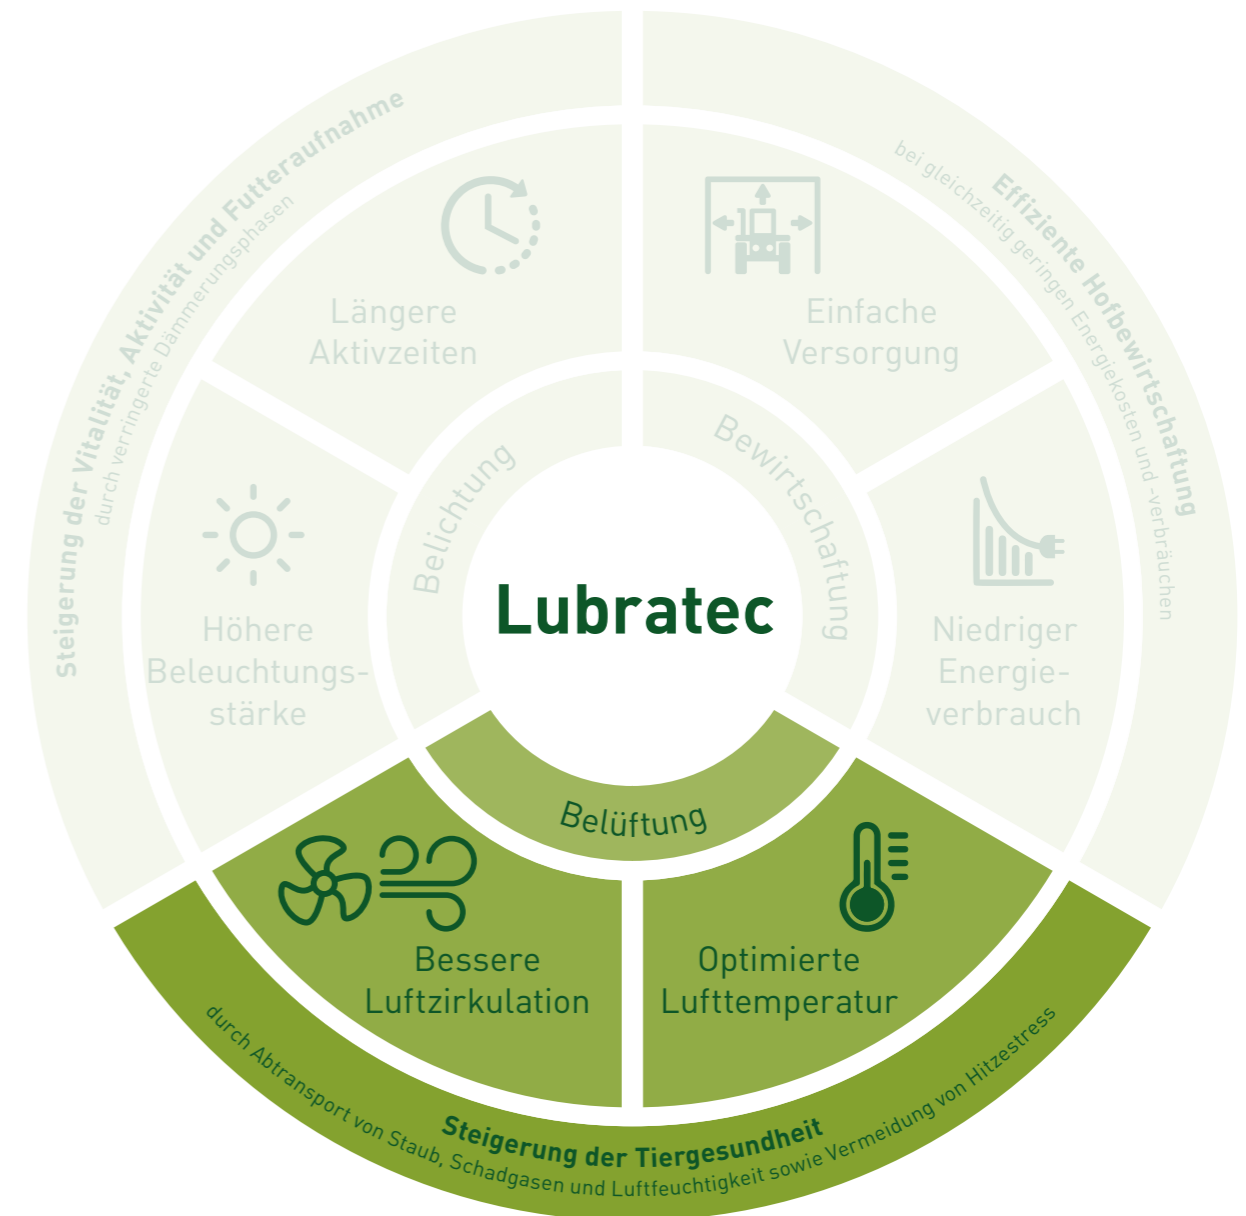 Steigerung der Vitalität, Aktivität und Futteraufnahme
durch verringerte Dämmerungsphasen
Effiziente Hofbewirtschaftung
bei gleichzeitig geringen Energiekosten und -verbräuchen
Längere
Aktivzeiten
Einfache
Versorgung
Belichtung
Bewirtschaftung
Lubratec
Höhere
Beleuchtungs-
stärke
Niedriger
Energie-
verbrauch
Belüftung
Bessere
Luftzirkulation
Optimierte
Lufttemperatur
Steigerung der Tiergesundheit
durch Abtransport von Staub, Schadgasen und Luftfeuchtigkeit sowie Vermeidung von Hitzestress